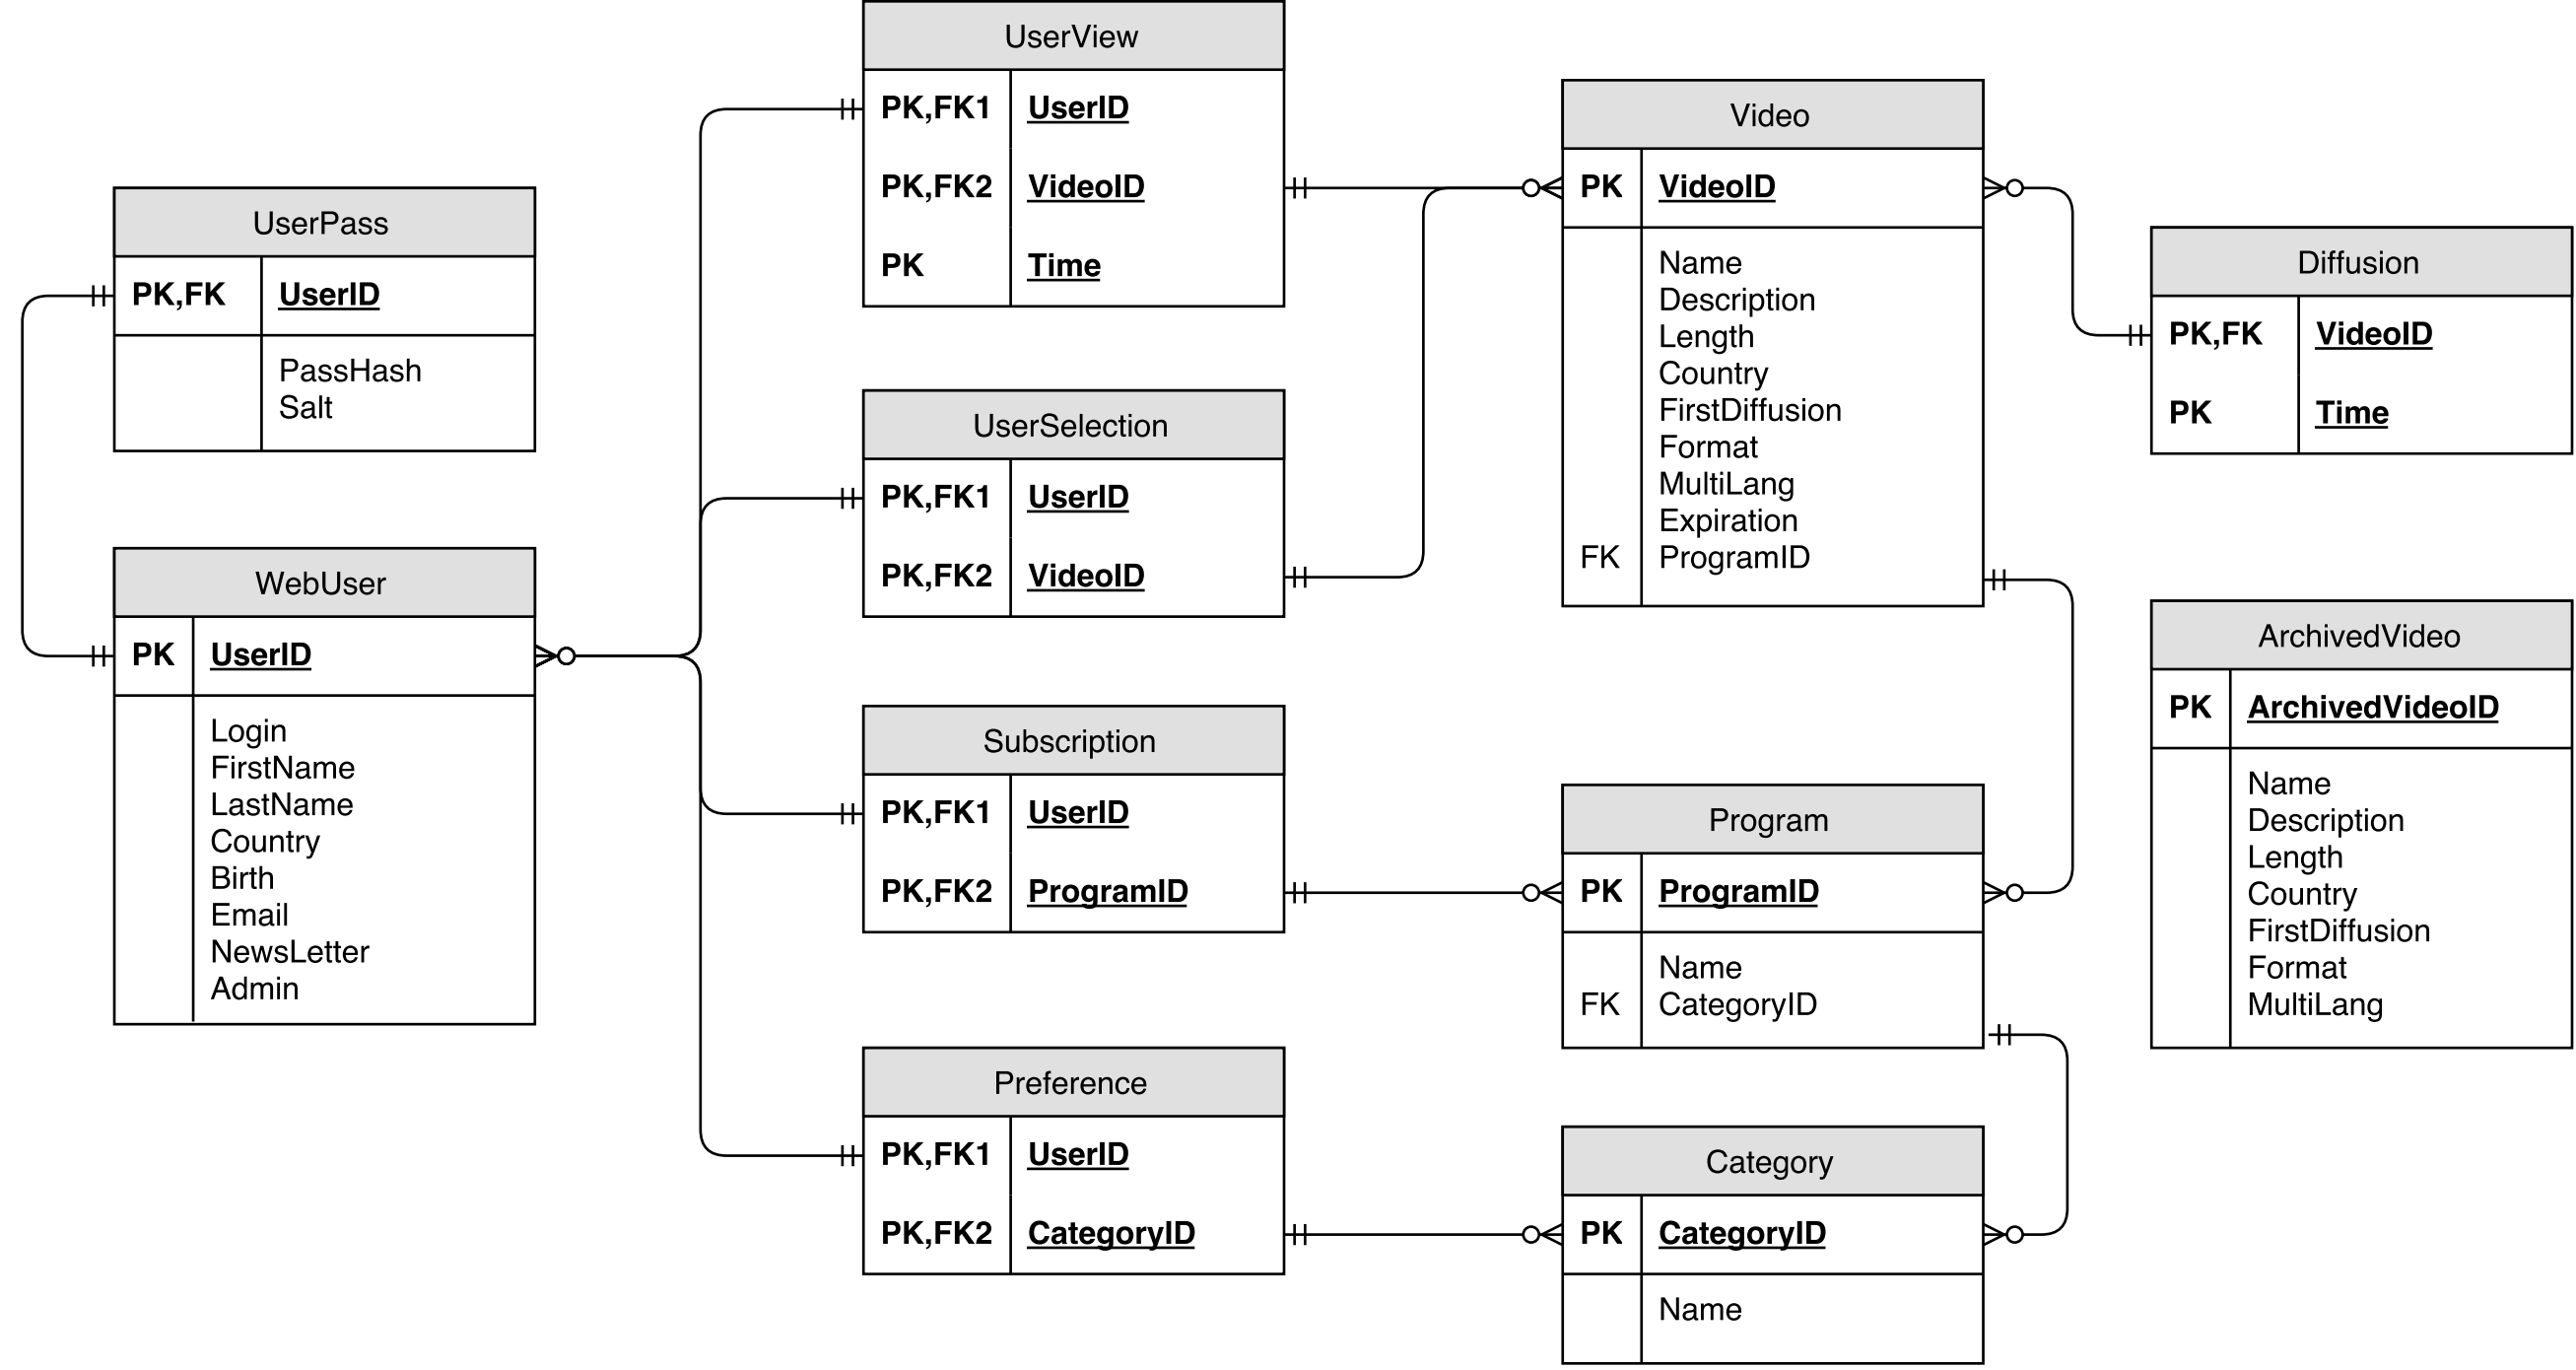 UserView
PK,FK1 UserID
PK,FK2 VideoID
PK Time
UserPass
PK,FK UserID
PassHash
Salt
WebUser
PK UserID
Login
FirstName
LastName
Country
Birth
Email
NewsLetter
Admin
UserSelection
PK,FK1 UserID
PK,FK2 VideoID
Subscription
PK,FK1 UserID
PK,FK2 ProgramID
Preference
PK,FK1 UserID
PK,FK2 CategoryID
Video
PK VideoID
Name
Description
Length
Country
FirstDiffusion
Format
MultiLang
Expiration
FK ProgramID
Program
PK ProgramID
Name
FK CategoryID
Category
PK CategoryID
Name
Diffusion
PK,FK VideoID
PK Time
ArchivedVideo
PK ArchivedVideoID
Name
Description
Length
Country
FirstDiffusion
Format
MultiLang